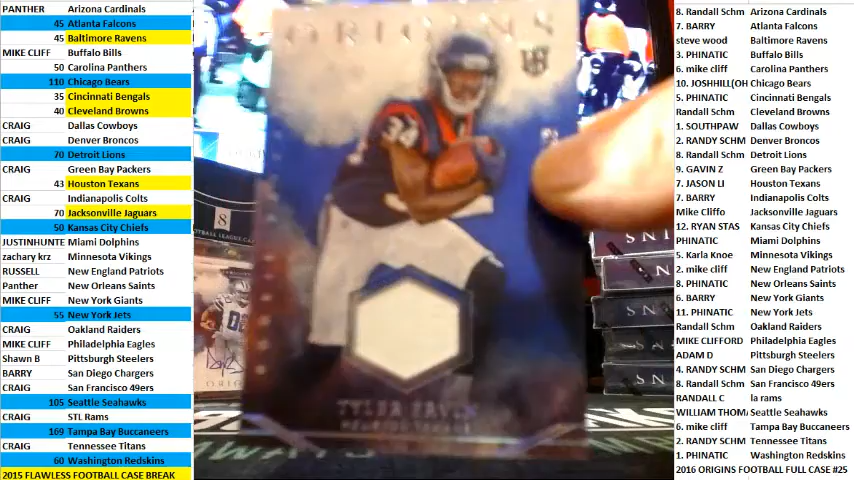 PANTHER Arizona Cardinals
45 Atlanta Falcons
45 Baltimore Ravens
MIKE CLIFF Buffalo Bills
50 Carolina Panthers
110 Chicago Bears
35 Cincinnati Bengals
40 Cleveland Browns
CRAIG Dallas Cowboys
CRAIG Denver Broncos
70 Detroit Lions
CRAIG Green Bay Packers
43 Houston Texans
CRAIG Indianapolis Colts
70 Jacksonville Jaguars
50 Kansas City Chiefs
JUSTINHUNTE Miami Dolphins
zachary krz Minnesota Vikings
RUSSELL New England Patriots
Panther New Orleans Saints
MIKE CLIFF New York Giants
55 New York Jets
CRAIG Oakland Raiders
MIKE CLIFF Philadelphia Eagles
Shawn B Pittsburgh Steelers
BARRY San Diego Chargers
CRAIG San Francisco 49ers
105 Seattle Seahawks
CRAIG STL Rams
169 Tampa Bay Buccaneers
CRAIG Tennessee Titans
60 Washington Redskins
2015 FLAWLESS FOOTBALL CASE BREAK
ORIGINS
34
8
TYLER ERVIN
HOUSTON TEXANS
SN
SNI
SNI
SN
SN
8. Randall Schm Arizona Cardinals
7. BARRY Atlanta Falcons
steve wood Baltimore Ravens
3. PHINATIC Buffalo Bills
6. mike cliff Carolina Panthers
10. JOSHHILL(OH Chicago Bears
5. PHINATIC Cincinnati Bengals
Randall Schm Cleveland Browns
1. SOUTHPAW Dallas Cowboys
2. RANDY SCHM Denver Broncos
8. Randall Schm Detroit Lions
9. GAVIN Z Green Bay Packers
7. JASON LI Houston Texans
7. BARRY Indianapolis Colts
Mike Cliffo Jacksonville Jaguars
12. RYAN STAS Kansas City Chiefs
PHINATIC Miami Dolphins
5. Karla Knoe Minnesota Vikings
2. mike cliff New England Patriots
8. PHINATIC New Orleans Saints
6. BARRY New York Giants
11. PHINATIC New York Jets
Randall Schm Oakland Raiders
MIKE CLIFFORD Philadelphia Eagles
ADAM D Pittsburgh Steelers
4. RANDY SCHM San Diego Chargers
8. Randall Schm San Francisco 49ers
RANDALL C la rams
WILLIAM THOMA Seattle Seahawks
6. mike cliff Tampa Bay Buccaneers
2. RANDY SCHM Tennessee Titans
1. PHINATIC Washington Redskins
2016 ORIGINS FOOTBALL FULL CASE #25